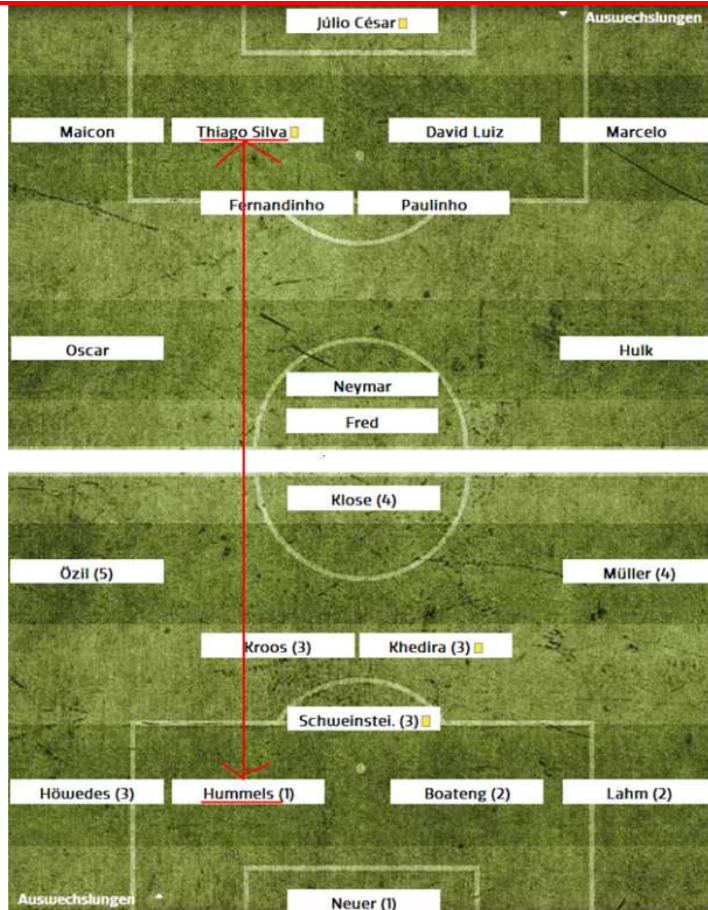 Júlio César
Auswechslungen
Maicon
Thiago Silva
David Luiz
Marcelo
Fernandinho
Paulinho
Oscar
Hulk
Neymar
Fred
Klose (4)
Özil (5)
Müller (4)
Kroos (3)
Khedira (3)
Schweinstei. (3)
Höwedes (3)
Hummels (1)
Boateng (2)
Lahm (2)
Auswechslungen
Neuer (1)